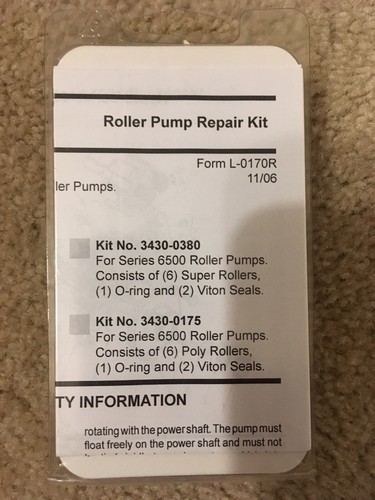 Roller Pump Repair Kit
Form L-0170R
11/06
ler Pumps.
Kit No. 3430-0380
For Series 6500 Roller Pumps.
Consists of (6) Super Rollers,
(1) O-ring and (2) Viton Seals.
Kit No. 3430-0175
For Series 6500 Roller Pumps.
Consists of (6) Poly Rollers,
(1) O-ring and (2) Viton Seals.
TY INFORMATION
rotating with the power shaft. The pump must
float freely on the power shaft and must not